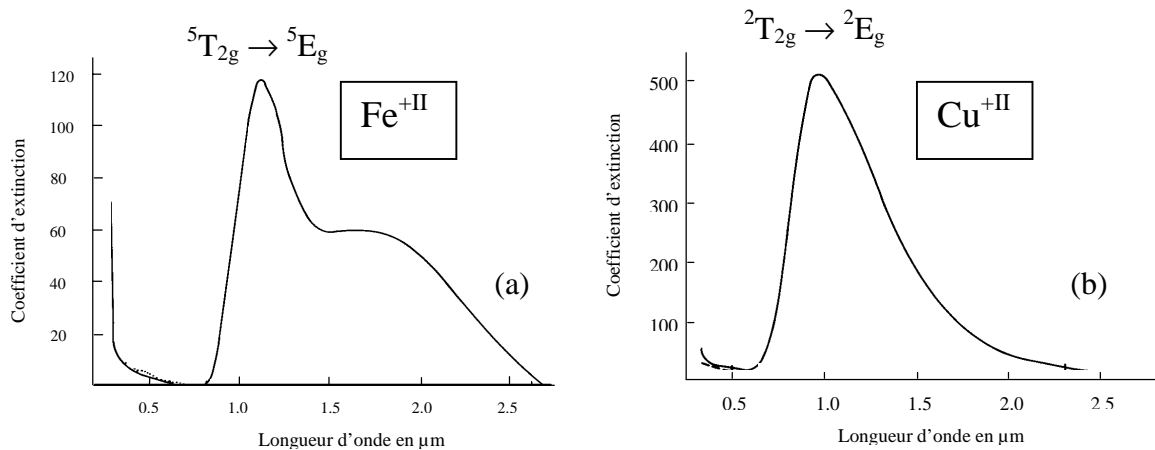 ⁵T₂g → ⁵Eg
Fe⁺ᴵᴵ
Coefficient d'extinction
120
100
80
60
40
20
0.5 1.0 1.5 2.0 2.5
Longueur d'onde en µm
(a)
²T₂g → ²Eg
Cu⁺ᴵᴵ
Coefficient d'extinction
500
400
300
200
100
0.5 1.0 1.5 2.0 2.5
Longueur d'onde en µm
(b)